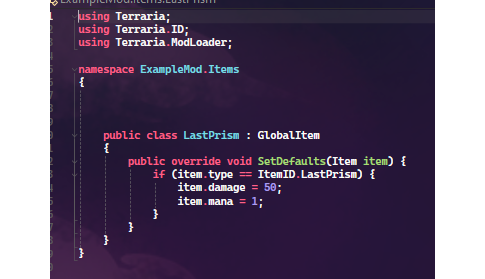 ExampleMod.Items.LastPrism
using Terraria;
using Terraria.ID;
using Terraria.ModLoader;
namespace ExampleMod.Items
{
public class LastPrism : GlobalItem
{
public override void SetDefaults(Item item) {
if (item.type == ItemID.LastPrism) {
item.damage = 50;
item.mana = 1;
}
}
}
}